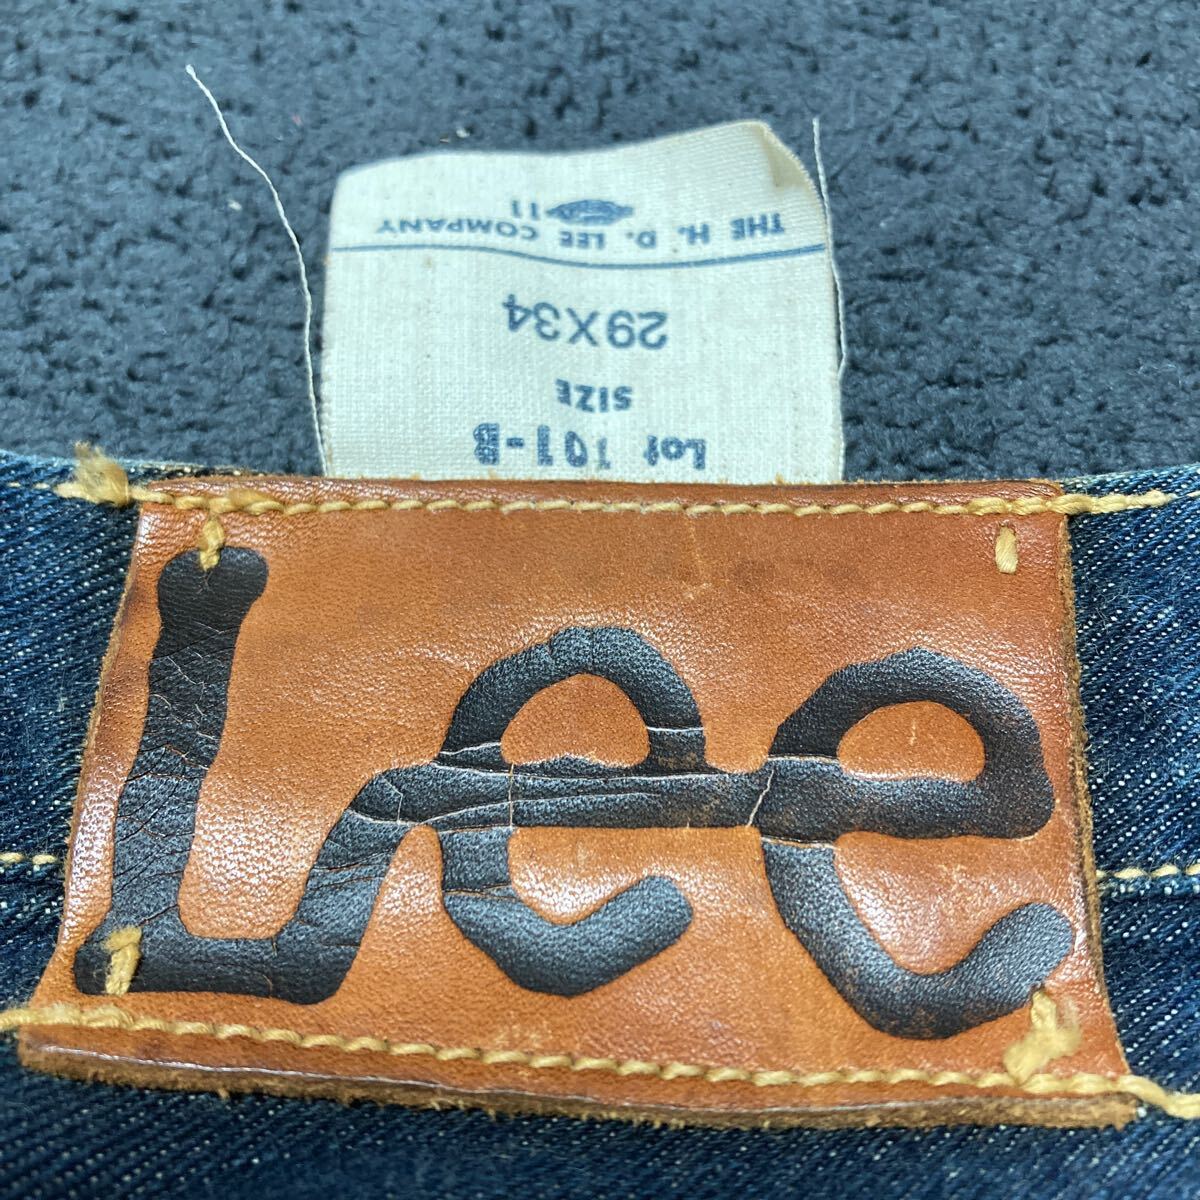 Lot 101-B
SIZE
29X34
THE H. D. LEE COMPANY
11
Lee